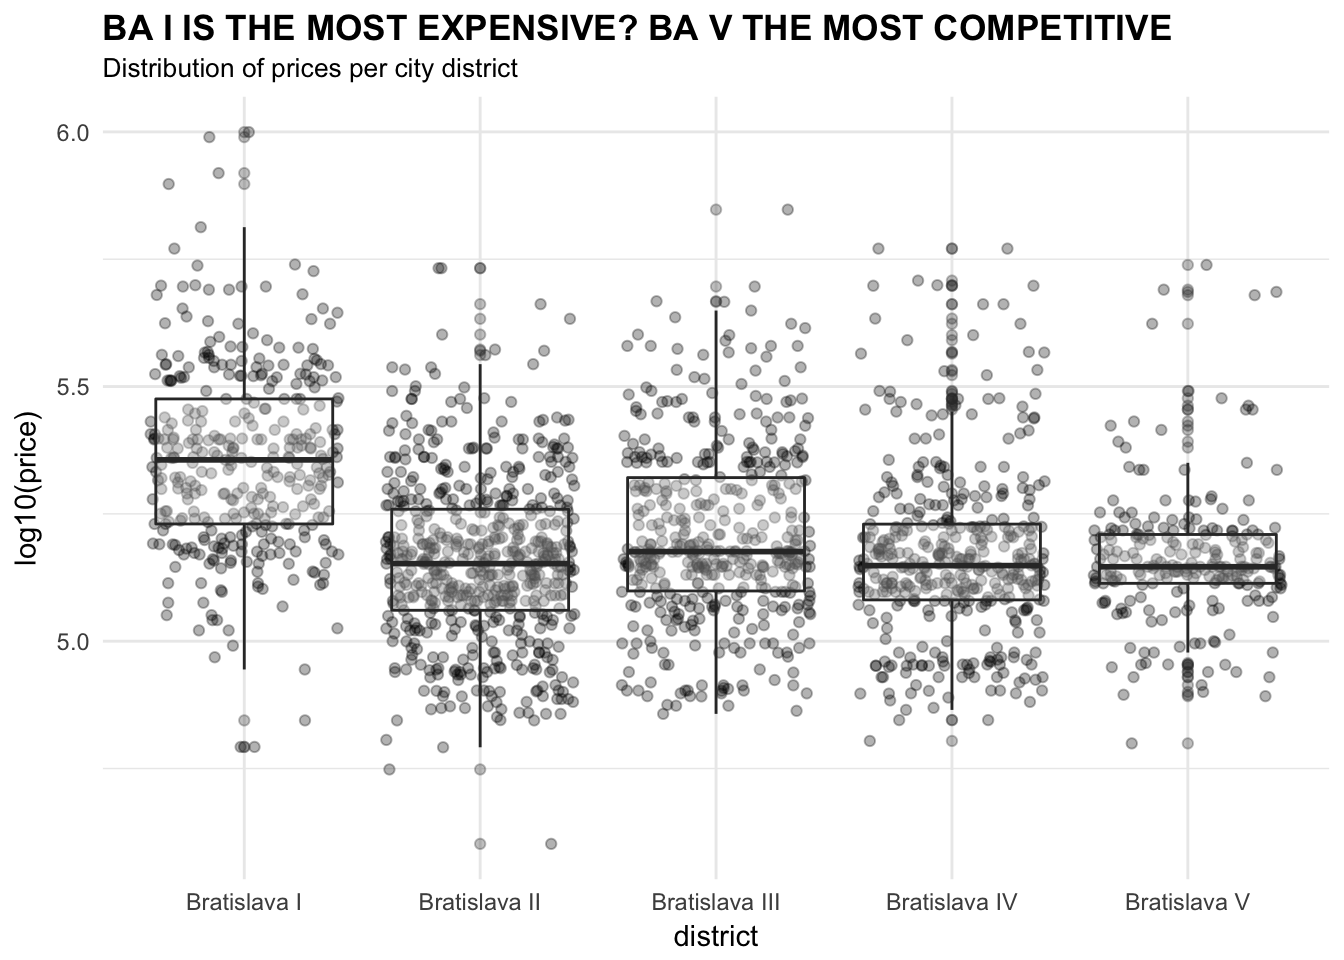 BA I IS THE MOST EXPENSIVE? BA V THE MOST COMPETITIVE
Distribution of prices per city district
6.0
5.5
5.0
log10(price)
Bratislava I
Bratislava II
Bratislava III
Bratislava IV
Bratislava V
district